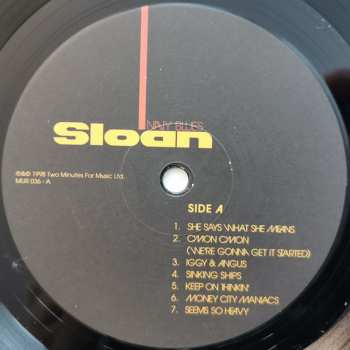 NAVY BLUES
Sloan
℗&© 1998 Two Minutes For Music Ltd.
MUR 036 - A
SIDE A
1. SHE SAYS WHAT SHE MEANS
2. C'MON C'MON
(WE'RE GONNA GET IT STARTED)
3. IGGY & ANGUS
4. SINKING SHIPS
5. KEEP ON THINKIN'
6. MONEY CITY MANIACS
7. SEEMS SO HEAVY